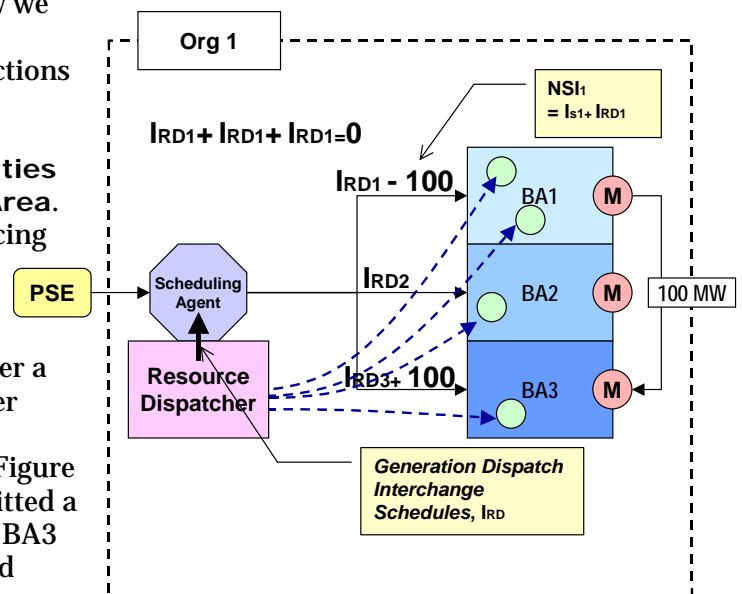 y we
ctions
ties
Area.
cing
er a
er
Figure
itted a
BA3
d
Org 1
NSI1
= Is1+ IRD1
IRD1+ IRD1+ IRD1=0
IRD1 - 100
BA1
M
PSE
Scheduling
Agent
IRD2
BA2
M
100 MW
Resource
Dispatcher
IRD3+ 100
BA3
M
Generation Dispatch
Interchange
Schedules, IRD